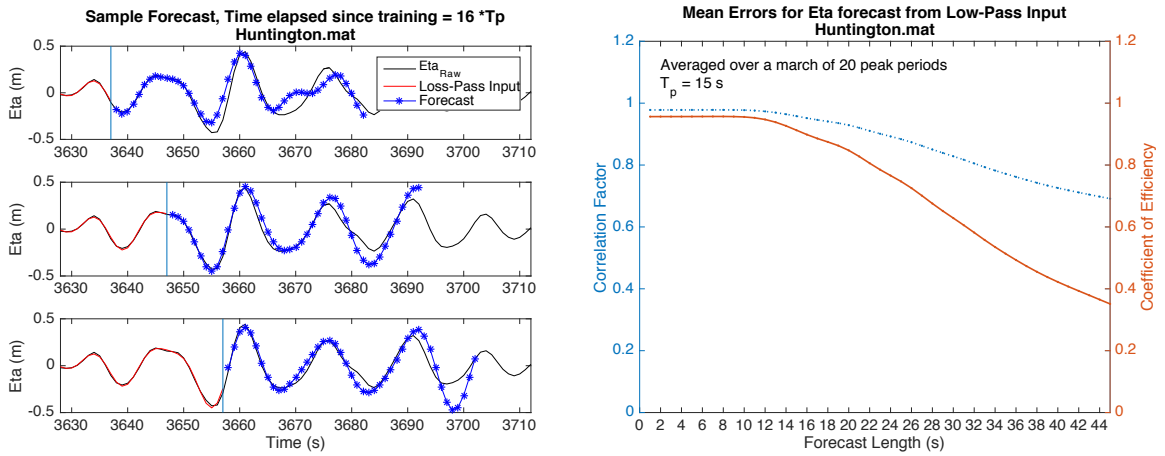 Sample Forecast, Time elapsed since training = 16 *Tp
Huntington.mat
Eta (m)
0.5
0
-0.5
Eta_Raw
Loss-Pass Input
Forecast
3630 3640 3650 3660 3670 3680 3690 3700 3710
Eta (m)
0.5
0
-0.5
3630 3640 3650 3660 3670 3680 3690 3700 3710
Eta (m)
0.5
0
-0.5
3630 3640 3650 3660 3670 3680 3690 3700 3710
Time (s)
Mean Errors for Eta forecast from Low-Pass Input
Huntington.mat
Averaged over a march of 20 peak periods
T_p = 15 s
Correlation Factor
1.2
1
0.8
0.6
0.4
0.2
0
0 2 4 6 8 10 12 14 16 18 20 22 24 26 28 30 32 34 36 38 40 42 44
Forecast Length (s)
1.2
1
0.8
0.6
0.4
0.2
0
Coefficient of Efficiency